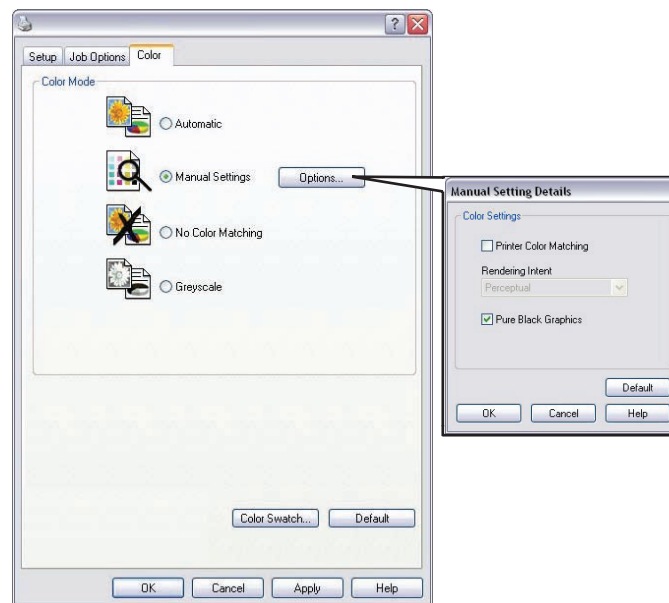 Setup Job Options Color
Color Mode
Automatic
Manual Settings Options...
No Color Matching
Greyscale
Color Swatch... Default
OK Cancel Apply Help
Manual Setting Details
Color Settings
Printer Color Matching
Rendering Intent
Perceptual
Pure Black Graphics
Default
OK Cancel Help